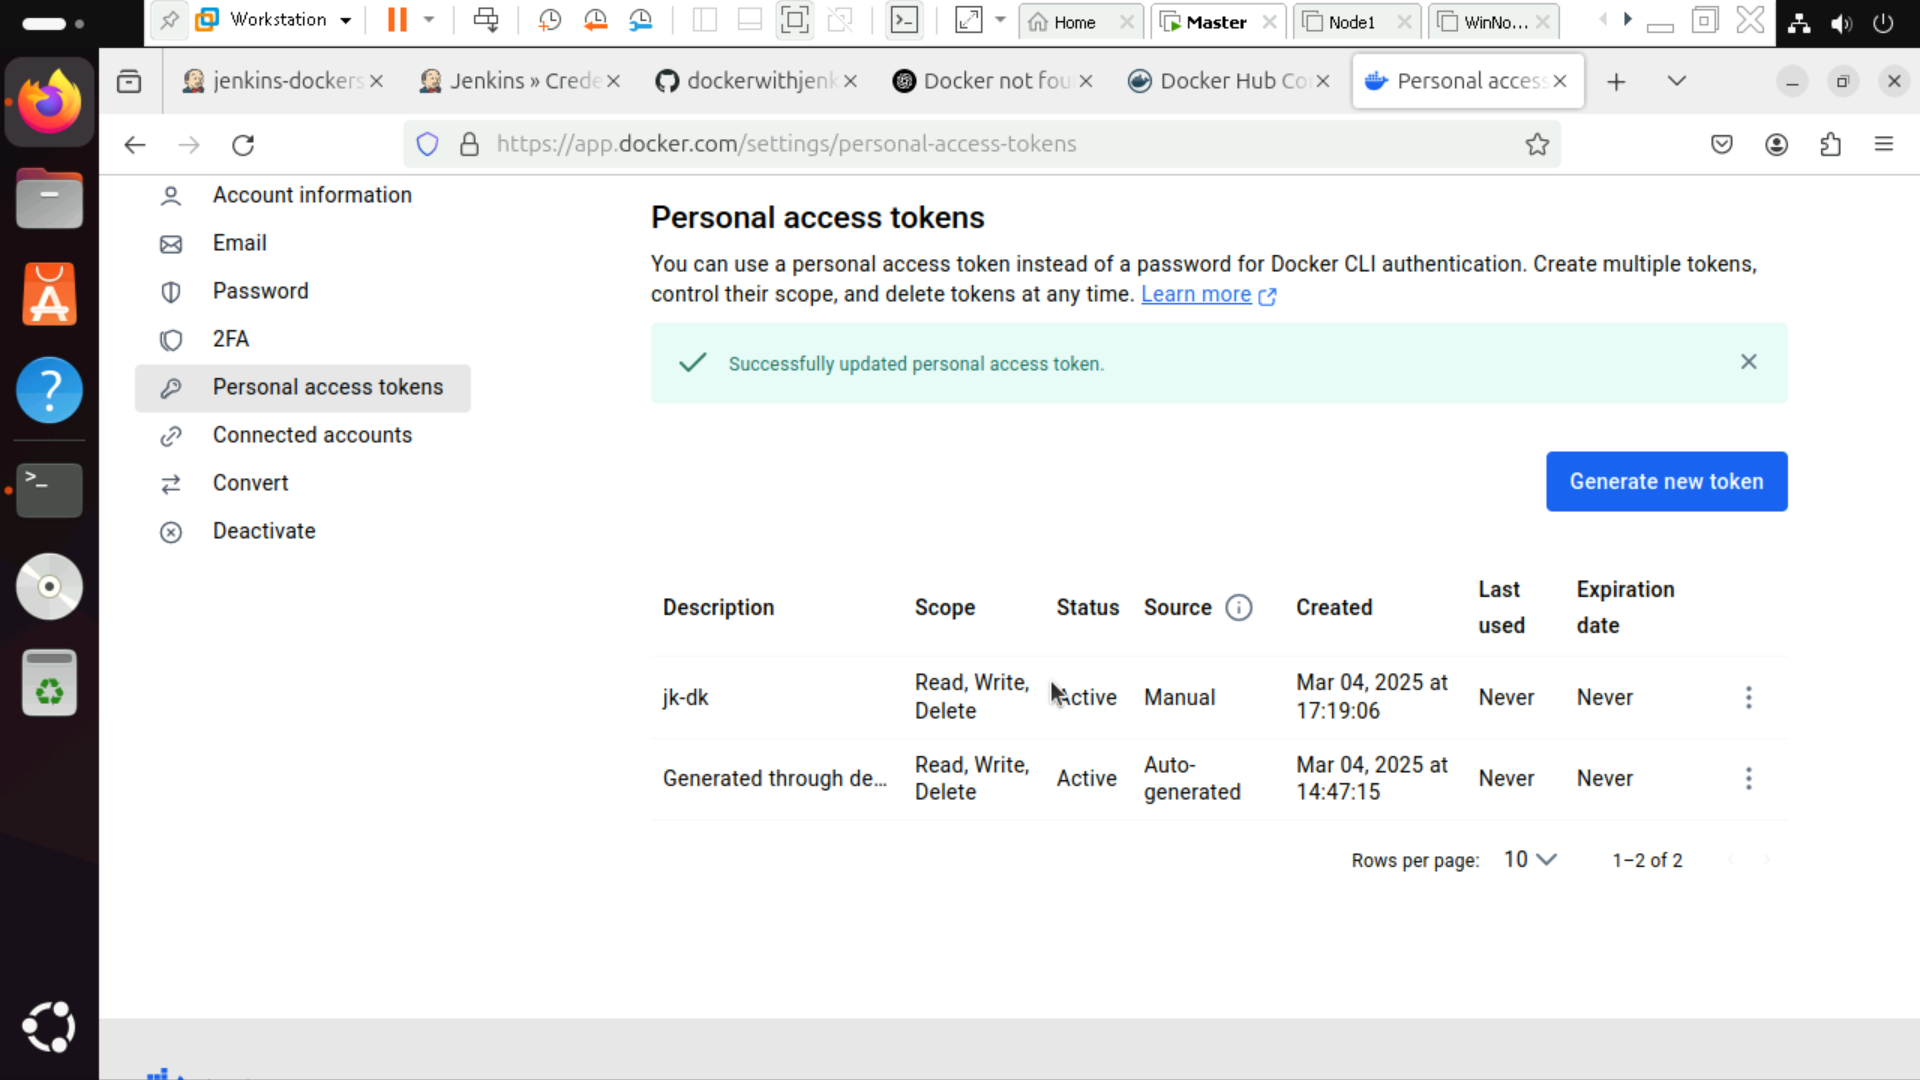 Workstation
Home
Master
Node1
WinNo...
jenkins-dockers
Jenkins » Crede
dockerwithjenk
Docker not fou
Docker Hub Co
Personal access
https://app.docker.com/settings/personal-access-tokens
Account information
Email
Password
2FA
Personal access tokens
Connected accounts
Convert
Deactivate
Personal access tokens
You can use a personal access token instead of a password for Docker CLI authentication. Create multiple tokens,
control their scope, and delete tokens at any time. Learn more
Successfully updated personal access token.
Generate new token
Description Scope Status Source Created Last used Expiration date
jk-dk Read, Write, Delete Active Manual Mar 04, 2025 at 17:19:06 Never Never
Generated through de... Read, Write, Delete Active Auto-generated Mar 04, 2025 at 14:47:15 Never Never
Rows per page: 10 1–2 of 2